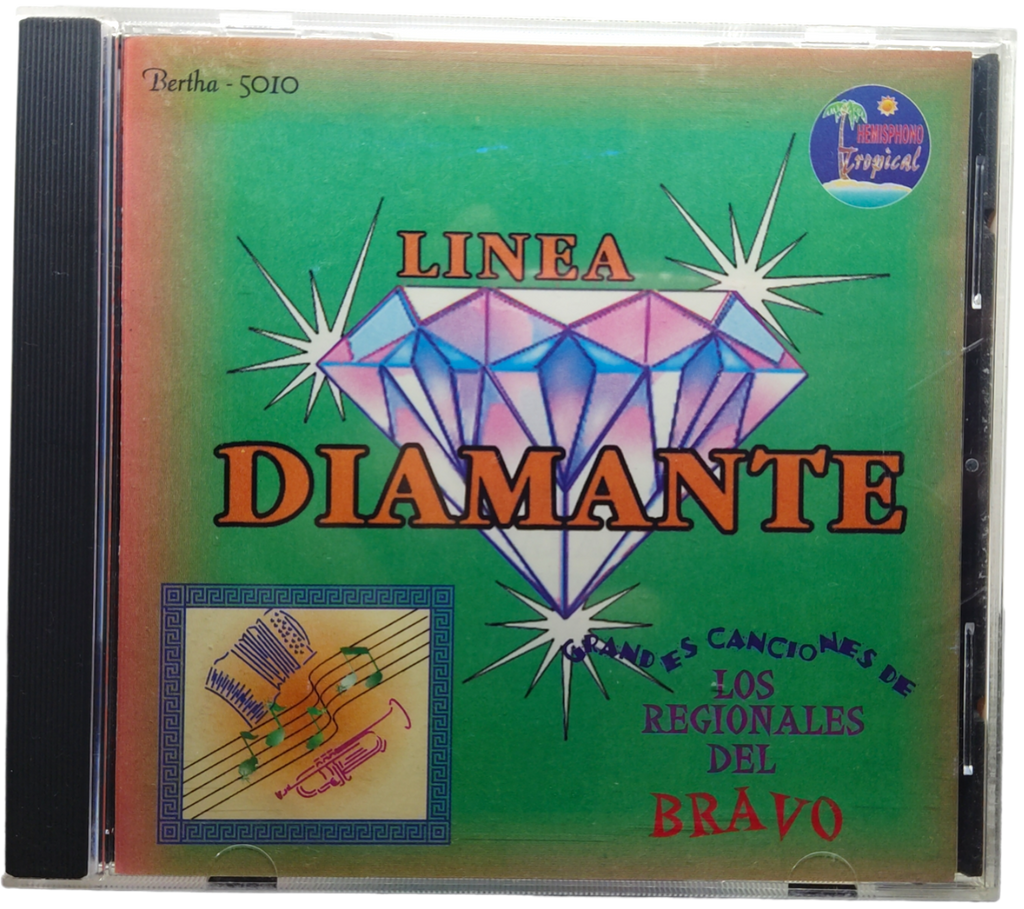 Bertha - 5010
HEMISPHONO
Tropical
LINEA
DIAMANTE
GRANDES CANCIONES DE
LOS
REGIONALES
DEL
BRAVO